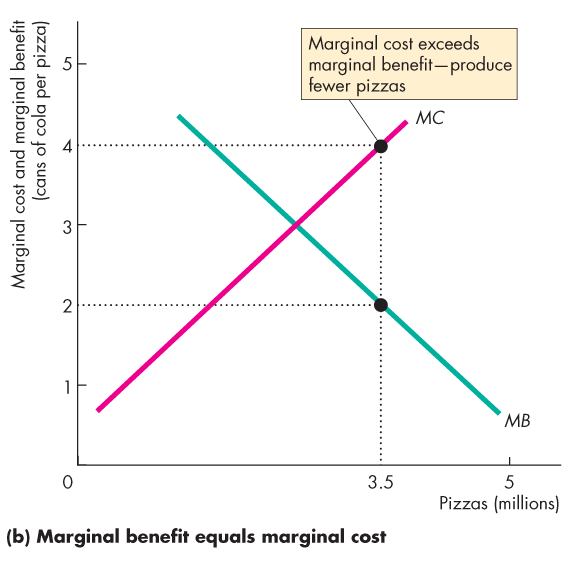 Marginal cost and marginal benefit
(cans of cola per pizza)
Marginal cost exceeds
marginal benefit—produce
fewer pizzas
5
4
3
2
1
0
MC
MB
3.5
5
Pizzas (millions)
(b) Marginal benefit equals marginal cost